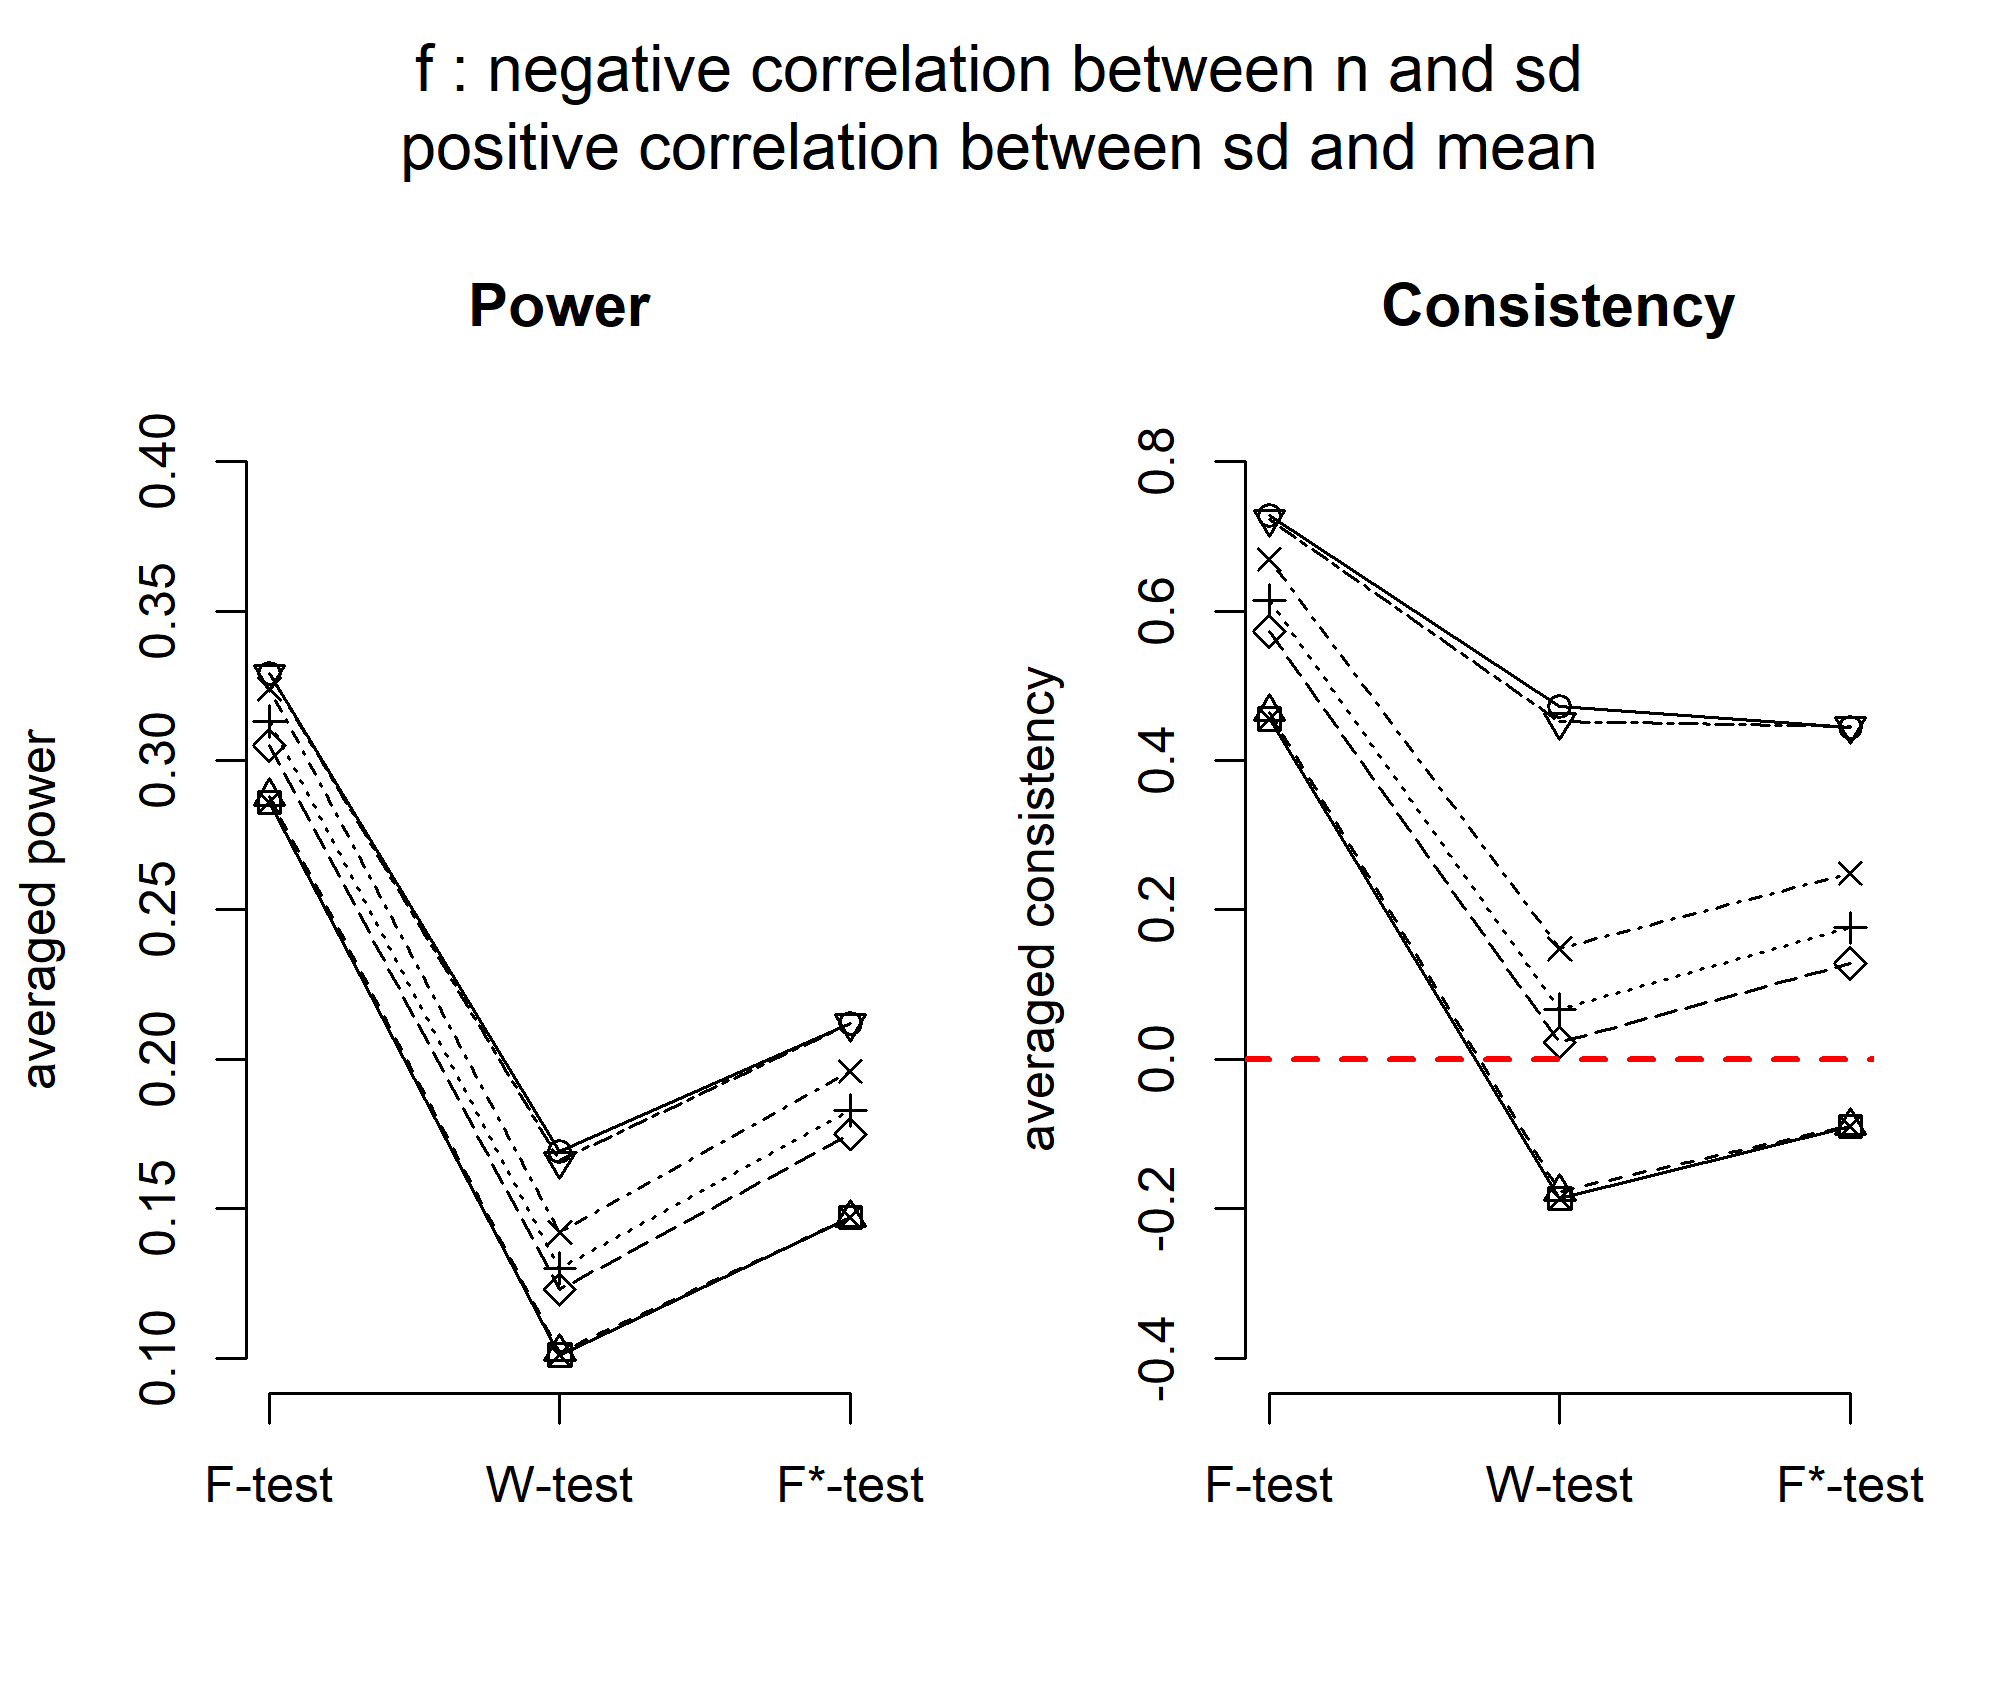 f : negative correlation between n and sd
positive correlation between sd and mean
Power
averaged power
0.40
0.35
0.30
0.25
0.20
0.15
0.10
F-test W-test F*-test
Consistency
averaged consistency
0.8
0.6
0.4
0.2
0.0
-0.2
-0.4
F-test W-test F*-test